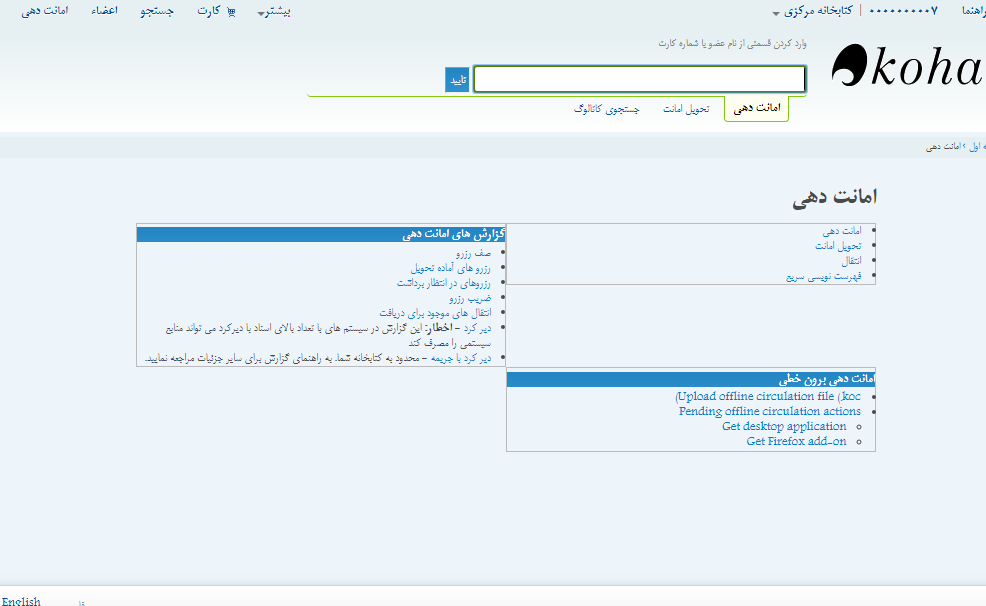 راهنما
۰۰۰۰۰۰۰۰۰۷ | کتابخانه مرکزی
بیشتر
کارت
جستجو
اعضاء
امانت دهی
koha
وارد کردن قسمتی از نام عضو یا شماره کارت
تایید
امانت دهی
تحویل امانت
جستجوی کاتالوگ
ه اول › امانت دهی
امانت دهی
امانت دهی
تحویل امانت
انتقال
فهرست نویسی سریع
گزارش های امانت دهی
صف رزرو
رزرو های آماده تحویل
رزروهای در انتظار برداشت
ضریب رزرو
انتقال های موجود برای دریافت
دیر کرد – اخطار: این گزارش در سیستم های با تعداد بالای اسناد با دیرکرد می تواند منابع
سیستمی را مصرف کند
دیر کرد با جریمه – محدود به کتابخانه شما. به راهنمای گزارش برای سایر جزئیات مراجعه نمایید.
امانت دهی برون خطی
(Upload offline circulation file (.koc
Pending offline circulation actions
Get desktop application
Get Firefox add-on
English
فا